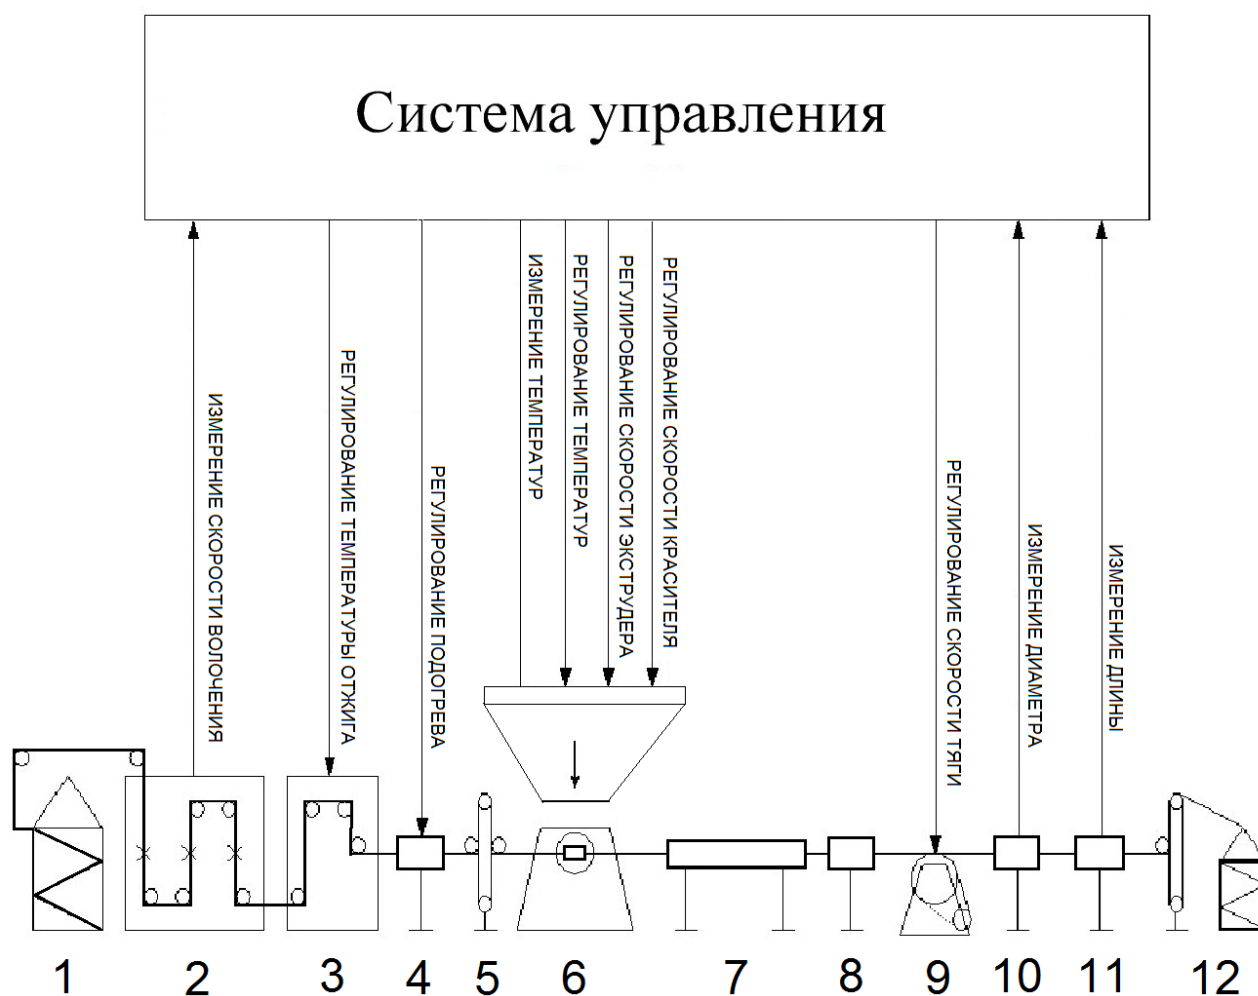 Система управления
ИЗМЕРЕНИЕ СКОРОСТИ ВОЛОЧЕНИЯ
РЕГУЛИРОВАНИЕ ТЕМПЕРАТУРЫ ОТЖИГА
РЕГУЛИРОВАНИЕ ПОДОГРЕВА
ИЗМЕРЕНИЕ ТЕМПЕРАТУР
РЕГУЛИРОВАНИЕ ТЕМПЕРАТУР
РЕГУЛИРОВАНИЕ СКОРОСТИ ЭКСТРУДЕРА
РЕГУЛИРОВАНИЕ СКОРОСТИ КРАСИТЕЛЯ
РЕГУЛИРОВАНИЕ СКОРОСТИ ТЯГИ
ИЗМЕРЕНИЕ ДИАМЕТРА
ИЗМЕРЕНИЕ ДЛИНЫ
1 2 3 4 5 6 7 8 9 10 11 12